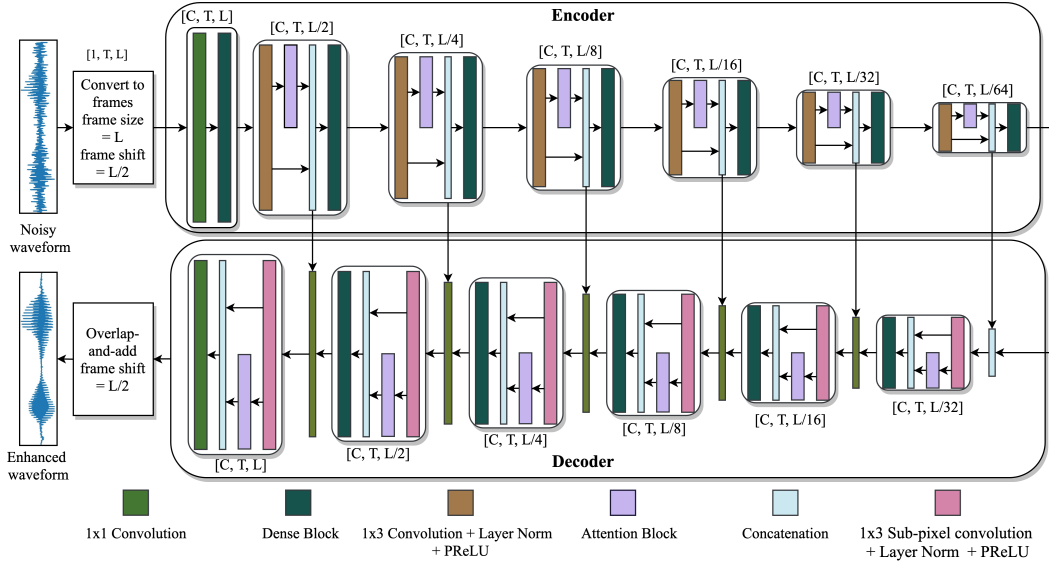 Encoder
[C, T, L]
[C, T, L/2]
[C, T, L/4]
[C, T, L/8]
[C, T, L/16]
[C, T, L/32]
[C, T, L/64]
[1, T, L]
Convert to
frames
frame size
= L
frame shift
= L/2
Noisy
waveform
Overlap-
and-add
frame shift
= L/2
Enhanced
waveform
[C, T, L]
[C, T, L/2]
[C, T, L/4]
[C, T, L/8]
[C, T, L/16]
[C, T, L/32]
Decoder
1x1 Convolution
Dense Block
1x3 Convolution + Layer Norm
+ PReLU
Attention Block
Concatenation
1x3 Sub-pixel convolution
+ Layer Norm + PReLU